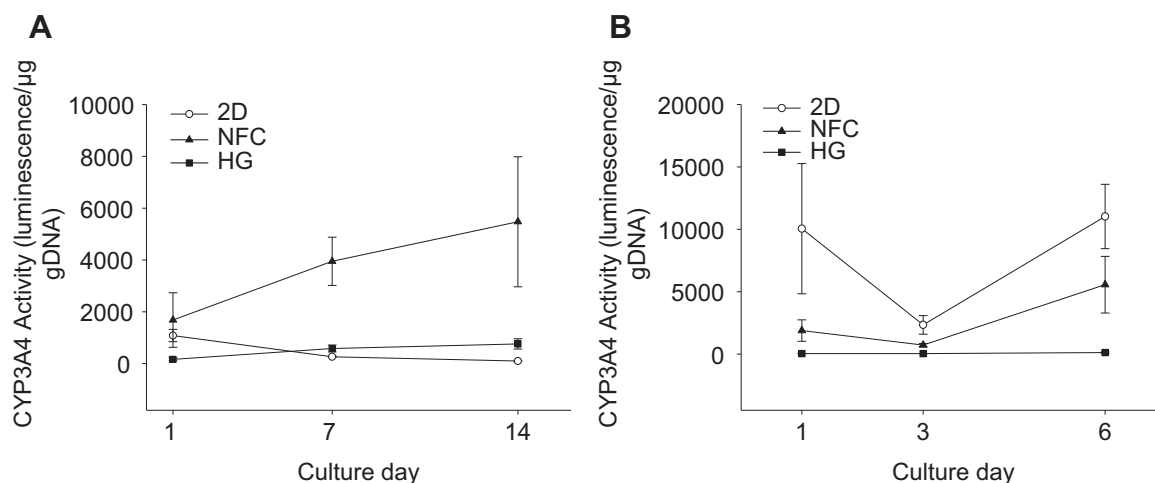 A
CYP3A4 Activity (luminescence/µg
gDNA)
10000
8000
6000
4000
2000
0
2D
NFC
HG
1
7
14
Culture day
B
CYP3A4 Activity (luminescence/µg
gDNA)
20000
15000
10000
5000
0
2D
NFC
HG
1
3
6
Culture day